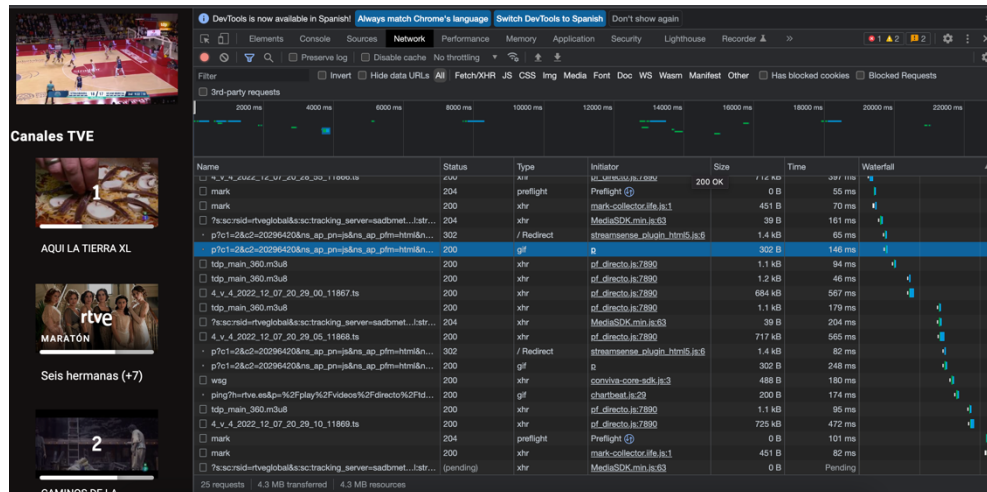 DevTools is now available in Spanish! Always match Chrome's language Switch DevTools to Spanish Don't show again
Elements Console Sources Network Performance Memory Application Security Lighthouse Recorder » 1 2 2
Preserve log Disable cache No throttling
Filter Invert Hide data URLs All Fetch/XHR JS CSS Img Media Font Doc WS Wasm Manifest Other Has blocked cookies Blocked Requests
3rd-party requests
2000 ms 4000 ms 6000 ms 8000 ms 10000 ms 12000 ms 14000 ms 16000 ms 18000 ms 20000 ms 22000 ms
Canales TVE
1
AQUI LA TIERRA XL
rtve
MARATÓN
Seis hermanas (+7)
2
CAMINOS DE LA
Name Status Type Initiator Size Time Waterfall
4_v_4_2022_12_07_20_28_55_11866.ts 200 xhr pf_directo.js:7890 712 kB 397 ms
200 OK
mark 204 preflight Preflight 0 B 55 ms
mark 200 xhr mark-collector.life.js:1 451 B 70 ms
?s:sc:rsid=rtveglobal&s:sc:tracking_server=sadbmet...l:str... 204 xhr MediaSDK.min.js:63 39 B 161 ms
p?c1=2&c2=20296420&ns_ap_pn=js&ns_ap_pfm=html&n... 302 / Redirect streamsense_plugin_html5.js:6 1.4 kB 65 ms
p?c1=2&c2=20296420&ns_ap_pn=js&ns_ap_pfm=html&n... 200 gif p 302 B 146 ms
tdp_main_360.m3u8 200 xhr pf_directo.js:7890 1.1 kB 94 ms
tdp_main_360.m3u8 200 xhr pf_directo.js:7890 1.2 kB 46 ms
4_v_4_2022_12_07_20_29_00_11867.ts 200 xhr pf_directo.js:7890 684 kB 567 ms
tdp_main_360.m3u8 200 xhr pf_directo.js:7890 1.1 kB 179 ms
?s:sc:rsid=rtveglobal&s:sc:tracking_server=sadbmet...l:str... 204 xhr MediaSDK.min.js:63 39 B 204 ms
4_v_4_2022_12_07_20_29_05_11868.ts 200 xhr pf_directo.js:7890 717 kB 565 ms
p?c1=2&c2=20296420&ns_ap_pn=js&ns_ap_pfm=html&n... 302 / Redirect streamsense_plugin_html5.js:6 1.4 kB 82 ms
p?c1=2&c2=20296420&ns_ap_pn=js&ns_ap_pfm=html&n... 200 gif p 302 B 248 ms
wsg 200 xhr conviva-core-sdk.js:3 488 B 180 ms
ping?h=rtve.es&p=%2Fplay%2Fvideos%2Fdirecto%2Ftd... 200 gif chartbeat.js:29 200 B 174 ms
tdp_main_360.m3u8 200 xhr pf_directo.js:7890 1.1 kB 95 ms
4_v_4_2022_12_07_20_29_10_11869.ts 200 xhr pf_directo.js:7890 725 kB 472 ms
mark 204 preflight Preflight 0 B 101 ms
mark 200 xhr mark-collector.life.js:1 451 B 82 ms
?s:sc:rsid=rtveglobal&s:sc:tracking_server=sadbmet...l:str... (pending) xhr MediaSDK.min.js:63 0 B Pending
25 requests 4.3 MB transferred 4.3 MB resources